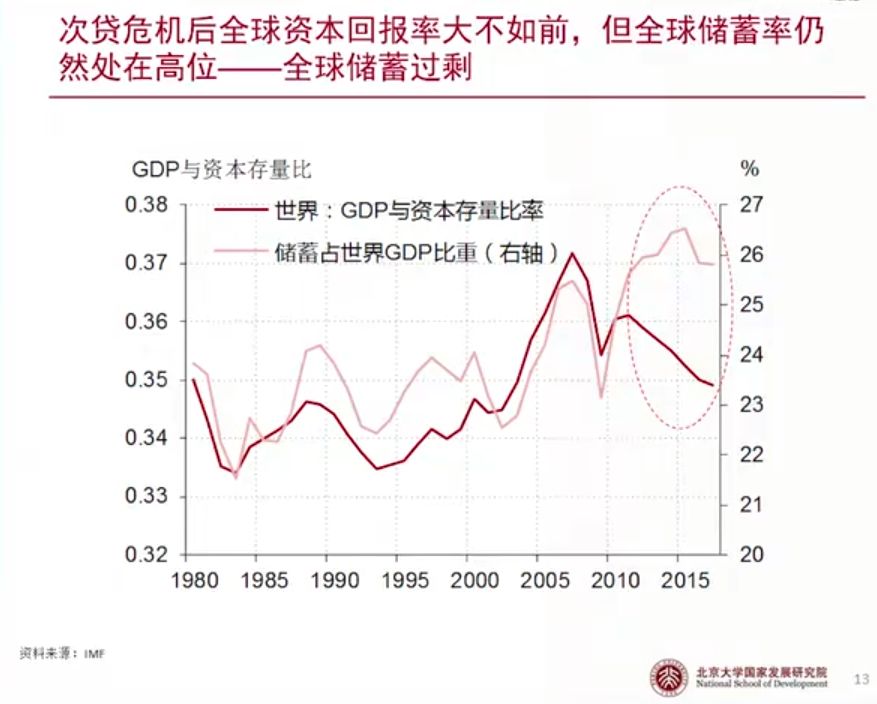 次贷危机后全球资本回报率大不如前，但全球储蓄率仍
然处在高位——全球储蓄过剩
GDP与资本存量比
%
世界：GDP与资本存量比率
储蓄占世界GDP比重（右轴）
0.38
0.37
0.36
0.35
0.34
0.33
0.32
27
26
25
24
23
22
21
20
1980 1985 1990 1995 2000 2005 2010 2015
资料来源：IMF
北京大学国家发展研究院
National School of Development
13